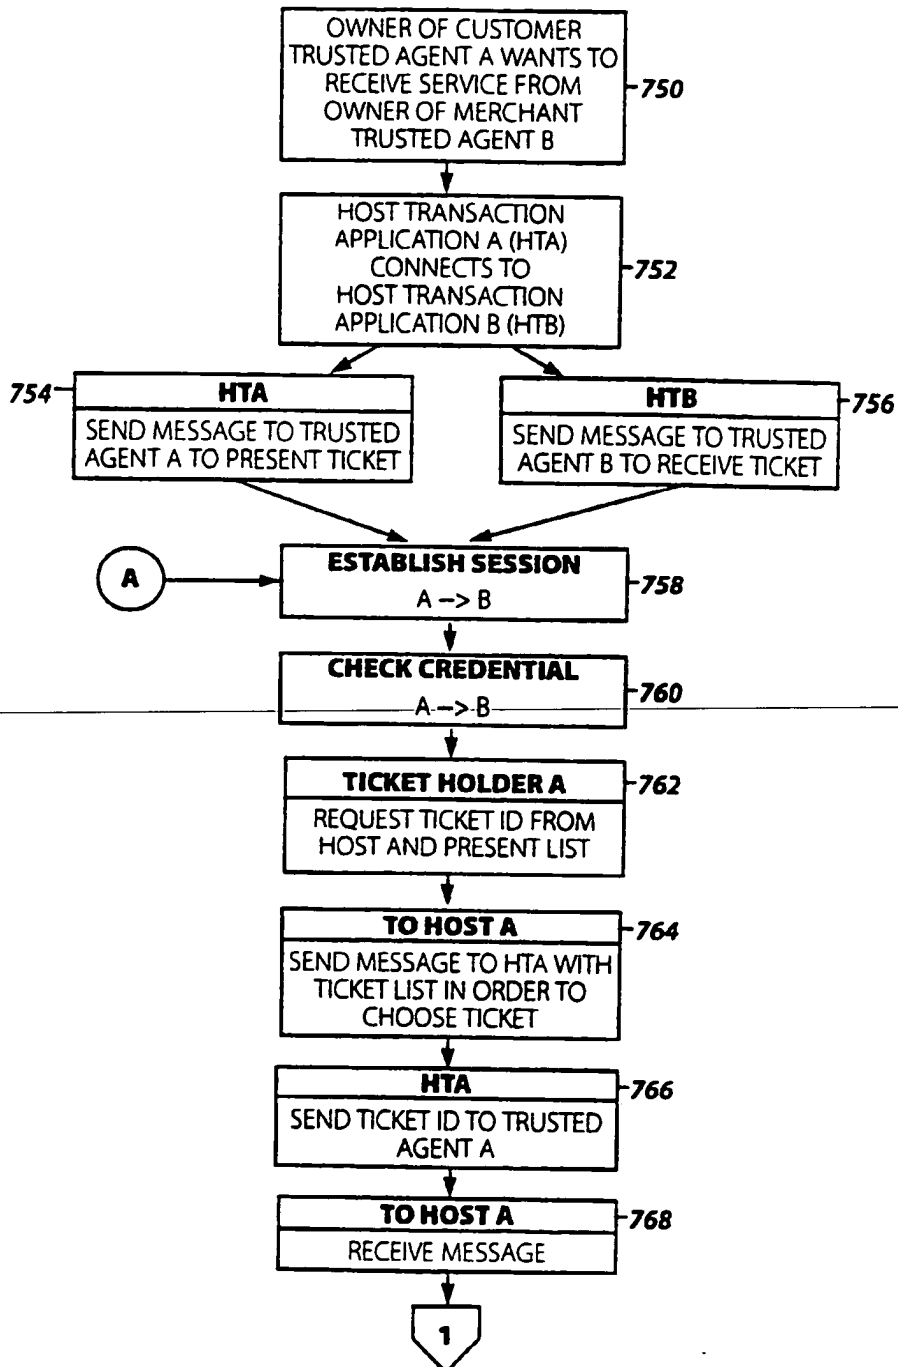 OWNER OF CUSTOMER
TRUSTED AGENT A WANTS TO
RECEIVE SERVICE FROM
OWNER OF MERCHANT
TRUSTED AGENT B
750
HOST TRANSACTION
APPLICATION A (HTA)
CONNECTS TO
HOST TRANSACTION
APPLICATION B (HTB)
752
754
HTA
SEND MESSAGE TO TRUSTED
AGENT A TO PRESENT TICKET
HTB
756
SEND MESSAGE TO TRUSTED
AGENT B TO RECEIVE TICKET
A
ESTABLISH SESSION
A –> B
758
CHECK CREDENTIAL
A –> B
760
TICKET HOLDER A
762
REQUEST TICKET ID FROM
HOST AND PRESENT LIST
TO HOST A
764
SEND MESSAGE TO HTA WITH
TICKET LIST IN ORDER TO
CHOOSE TICKET
HTA
766
SEND TICKET ID TO TRUSTED
AGENT A
TO HOST A
768
RECEIVE MESSAGE
1